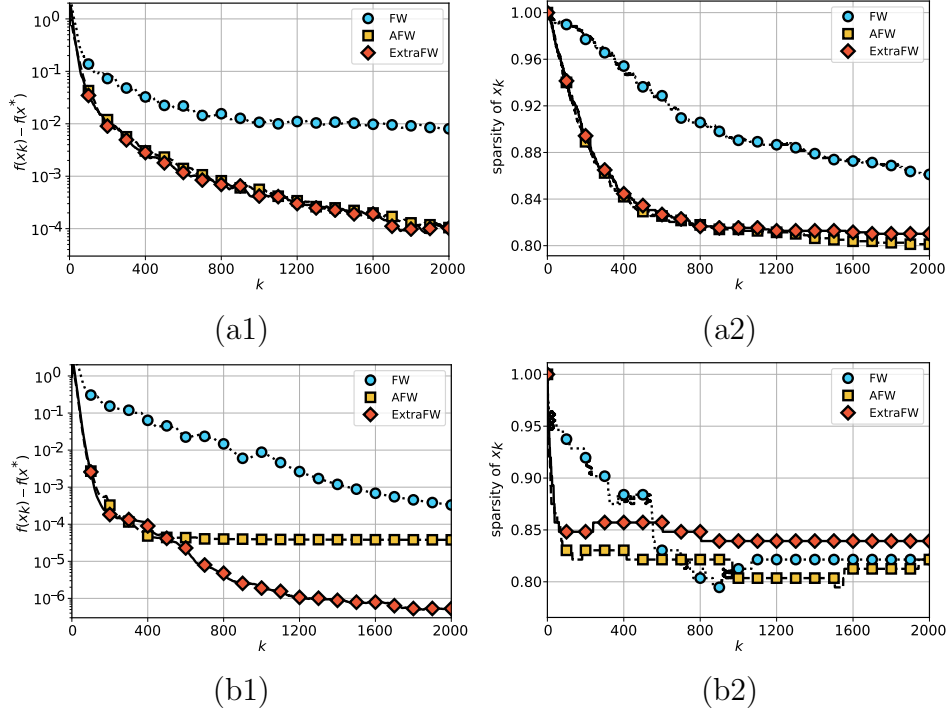 10^0
10^{-1}
10^{-2}
10^{-3}
10^{-4}
f(x_k) − f(x^*)
0
400
800
1200
1600
2000
k
FW
AFW
ExtraFW
(a1)
1.00
0.96
0.92
0.88
0.84
0.80
sparsity of x_k
0
400
800
1200
1600
2000
k
FW
AFW
ExtraFW
(a2)
10^0
10^{-1}
10^{-2}
10^{-3}
10^{-4}
10^{-5}
10^{-6}
f(x_k) − f(x^*)
0
400
800
1200
1600
2000
k
FW
AFW
ExtraFW
(b1)
1.00
0.95
0.90
0.85
0.80
sparsity of x_k
0
400
800
1200
1600
2000
k
FW
AFW
ExtraFW
(b2)